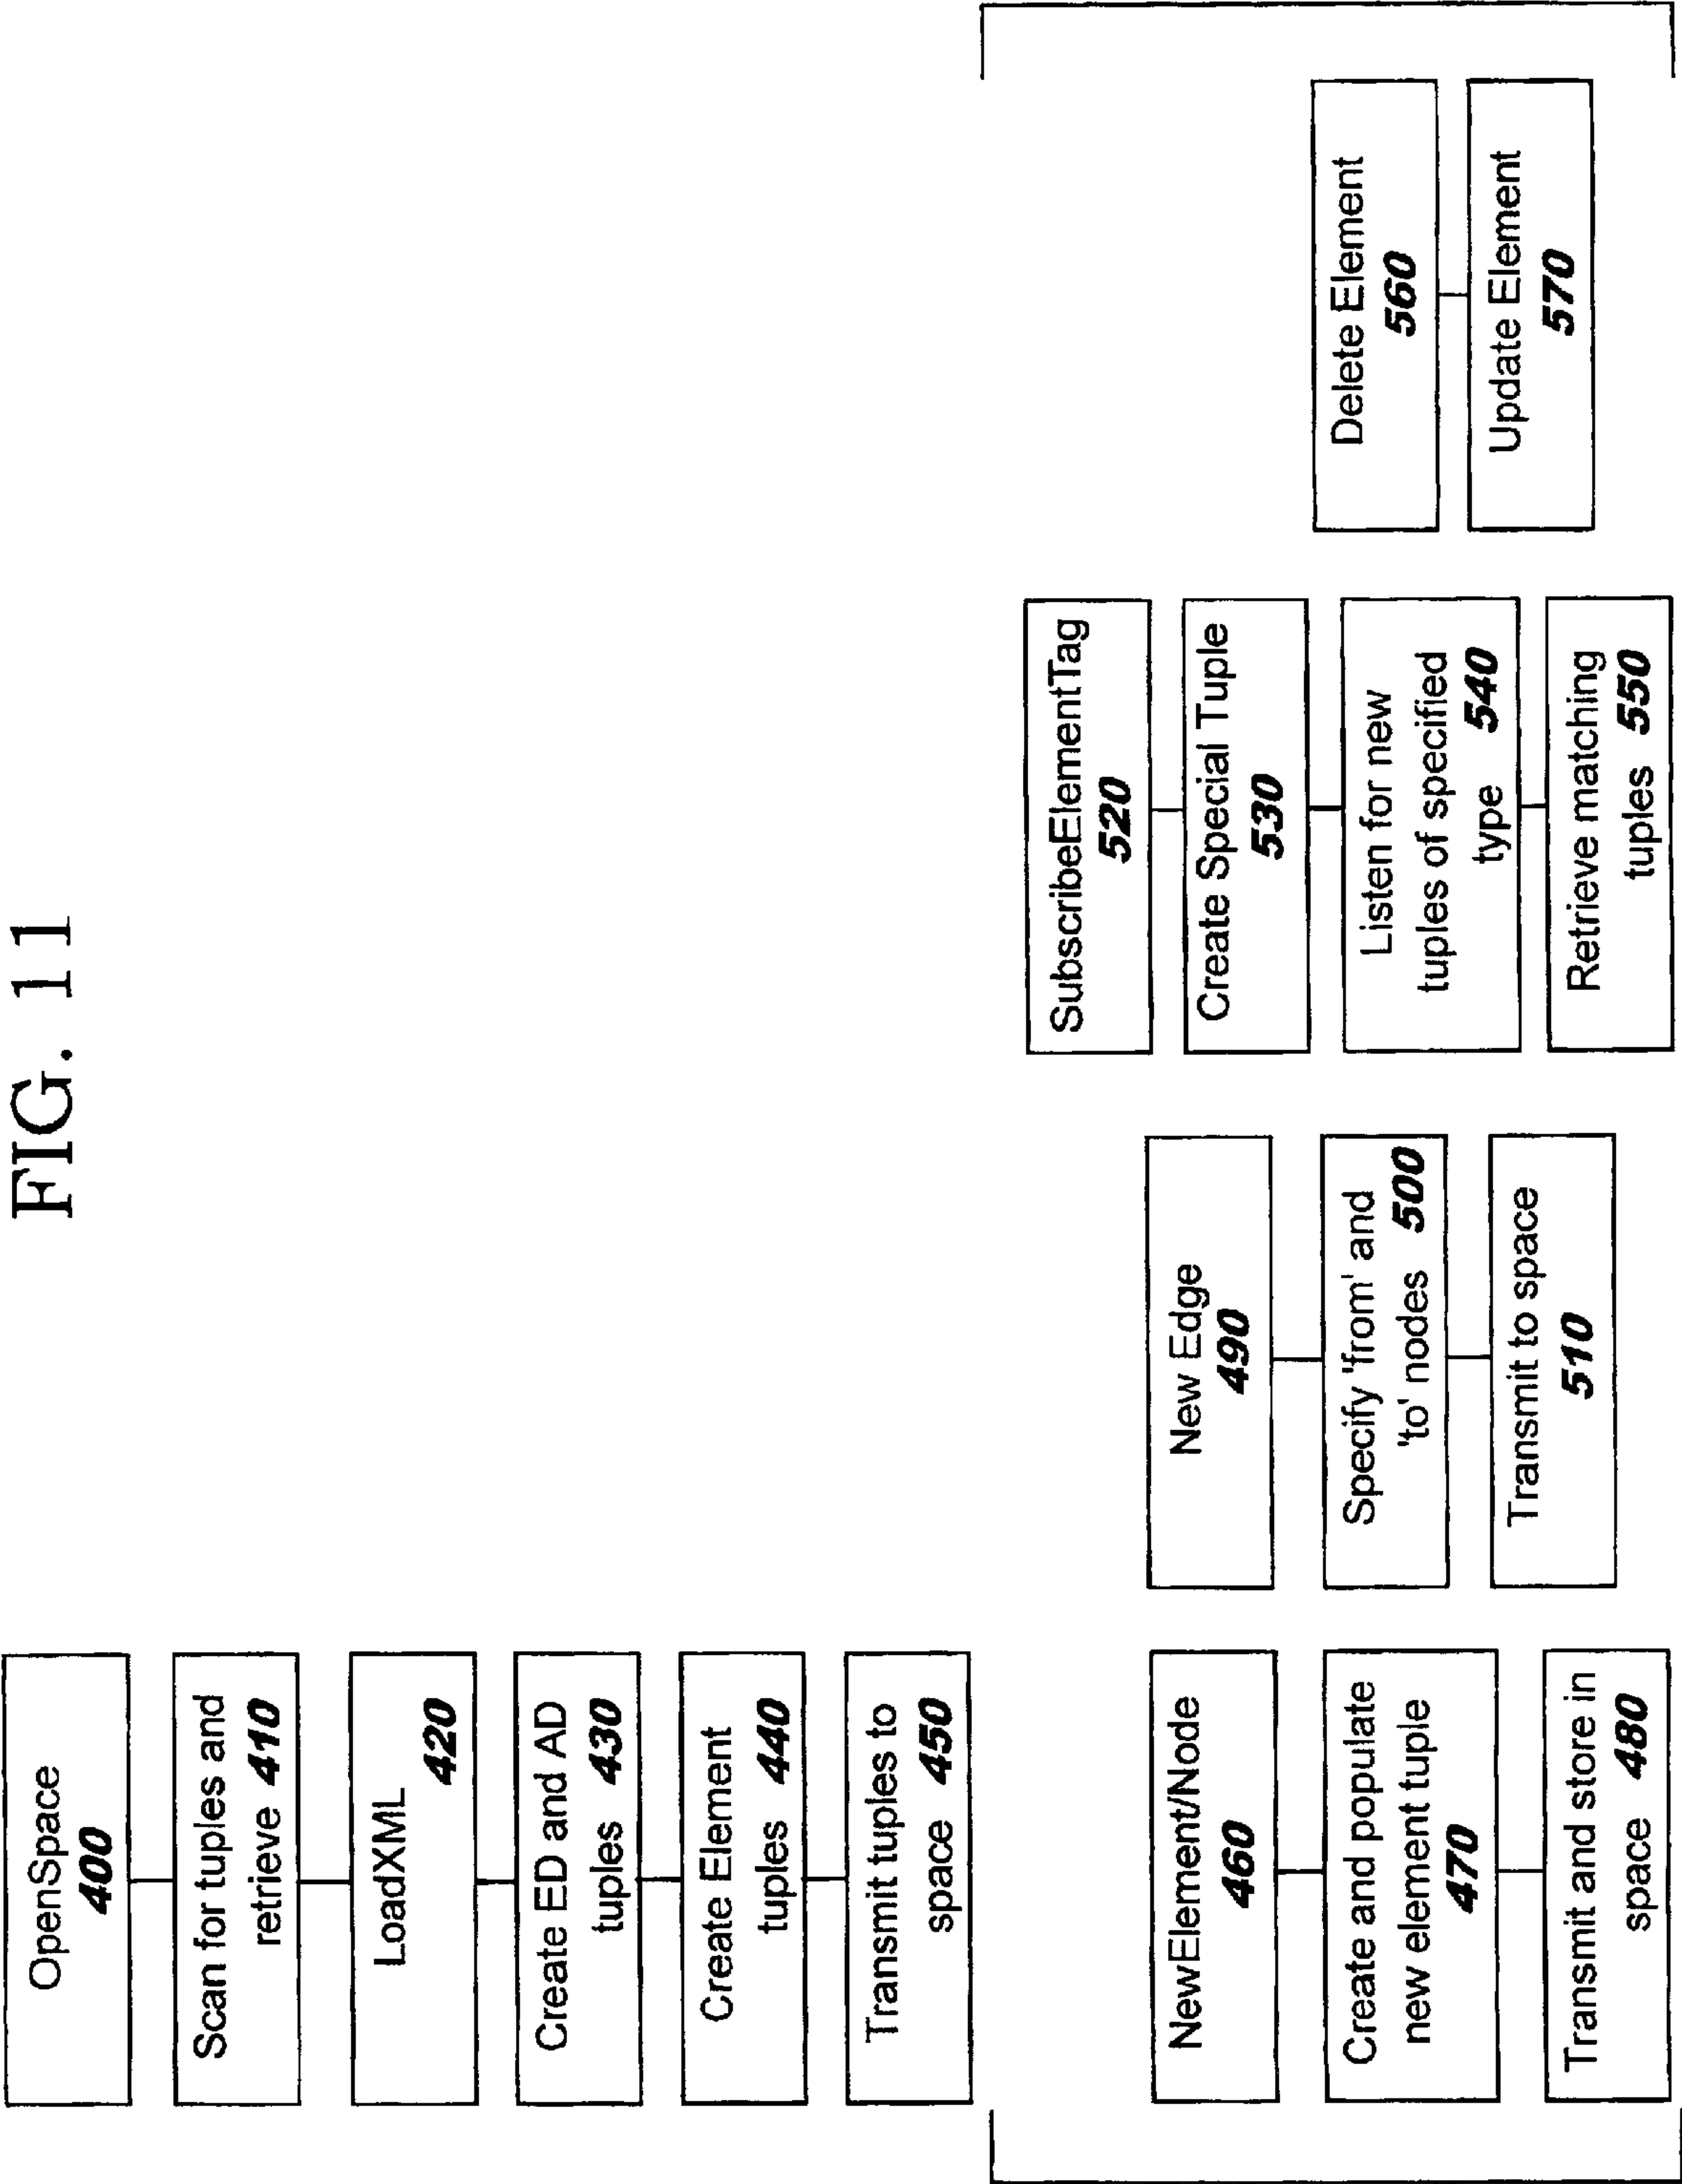 FIG. 11
OpenSpace
400
Scan for tuples and
retrieve 410
LoadXML
420
Create ED and AD
tuples 430
Create Element
tuples 440
Transmit tuples to
space 450
NewElement/Node
460
Create and populate
new element tuple
470
Transmit and store in
space 480
New Edge
490
Specify 'from' and
'to' nodes 500
Transmit to space
510
SubscribeElementTag
520
Create Special Tuple
530
Listen for new
tuples of specified
type 540
Retrieve matching
tuples 550
Delete Element
560
Update Element
570